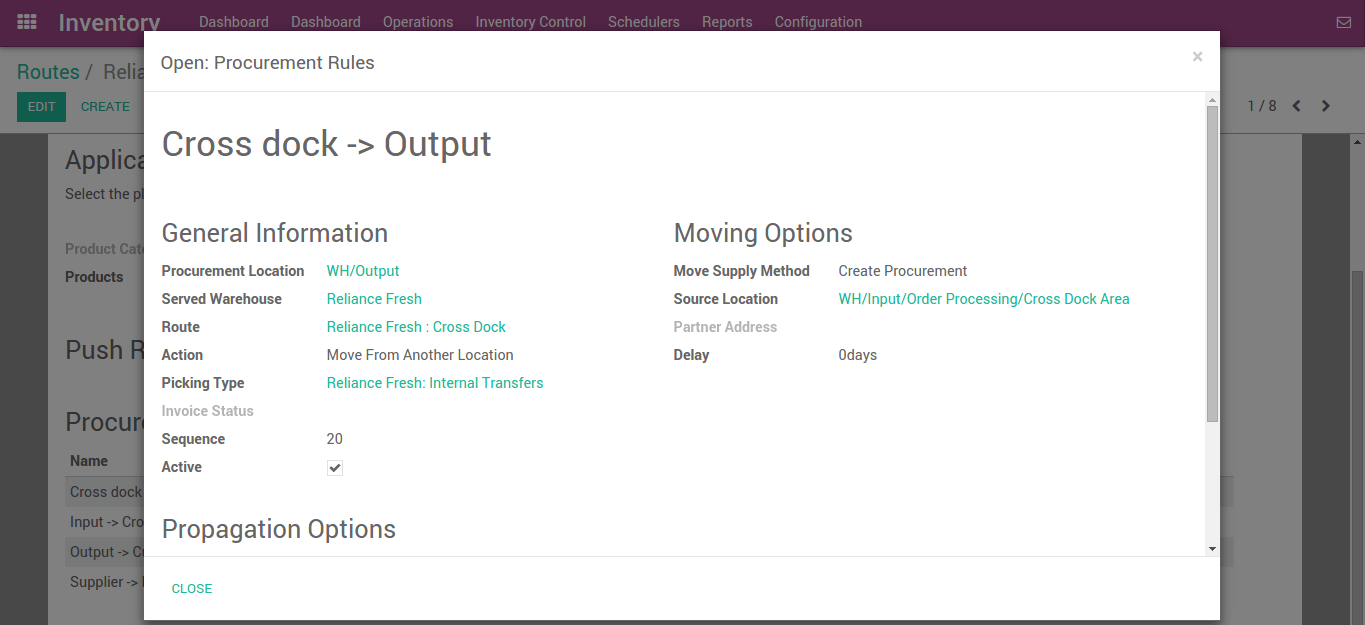 Inventory Dashboard Dashboard Operations Inventory Control Schedulers Reports Configuration
Open: Procurement Rules ×
Routes / Relia
EDIT CREATE 1 / 8
Cross dock -> Output
Applica
Select the pl
General Information Moving Options
Product Cate
Procurement Location WH/Output Move Supply Method Create Procurement
Products
Served Warehouse Reliance Fresh Source Location WH/Input/Order Processing/Cross Dock Area
Route Reliance Fresh : Cross Dock Partner Address
Push R
Action Move From Another Location Delay 0days
Picking Type Reliance Fresh: Internal Transfers
Invoice Status
Procure
Sequence 20
Name
Active
Cross dock
Input -> Cro
Propagation Options
Output -> Cu
Supplier ->
CLOSE